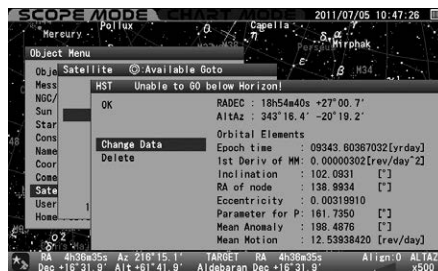 SCOPE MODE CHART MODE 2011/07/05 10:47:26
Mercury Pollux α η Capella δ α Mirphak
ε β M34
Object Menu
Obje Satellite ◎:Available Goto
Mess HST Unable to GO below Horizon!
NGC/ OK RADEC : 18h54m40s +27°00.7'
Sun AltAz : 343°16.4' -20°19.2'
Star Orbital Elements
Cons Change Data Epoch time : 09343.60367032[yrday]
Name Delete 1st Deriv of MM: 0.00000302[rev/day^2]
Coor Inclination : 102.0931 [°]
Come RA of node : 138.9934 [°]
Sate Eccentricity : 0.00319910
User 1 Parameter for P: 161.7350 [°]
Home Mean Anomaly : 198.4876 [°]
Mean Motion : 12.53938420 [rev/day]
ο2
RA 4h36m35s Az 216°15.1' TARGET RA 4h36m35s Align:0 ALTAZ
Dec +16°31.9' Alt +61°41.9' Aldebaran Dec +16°31.9' x500